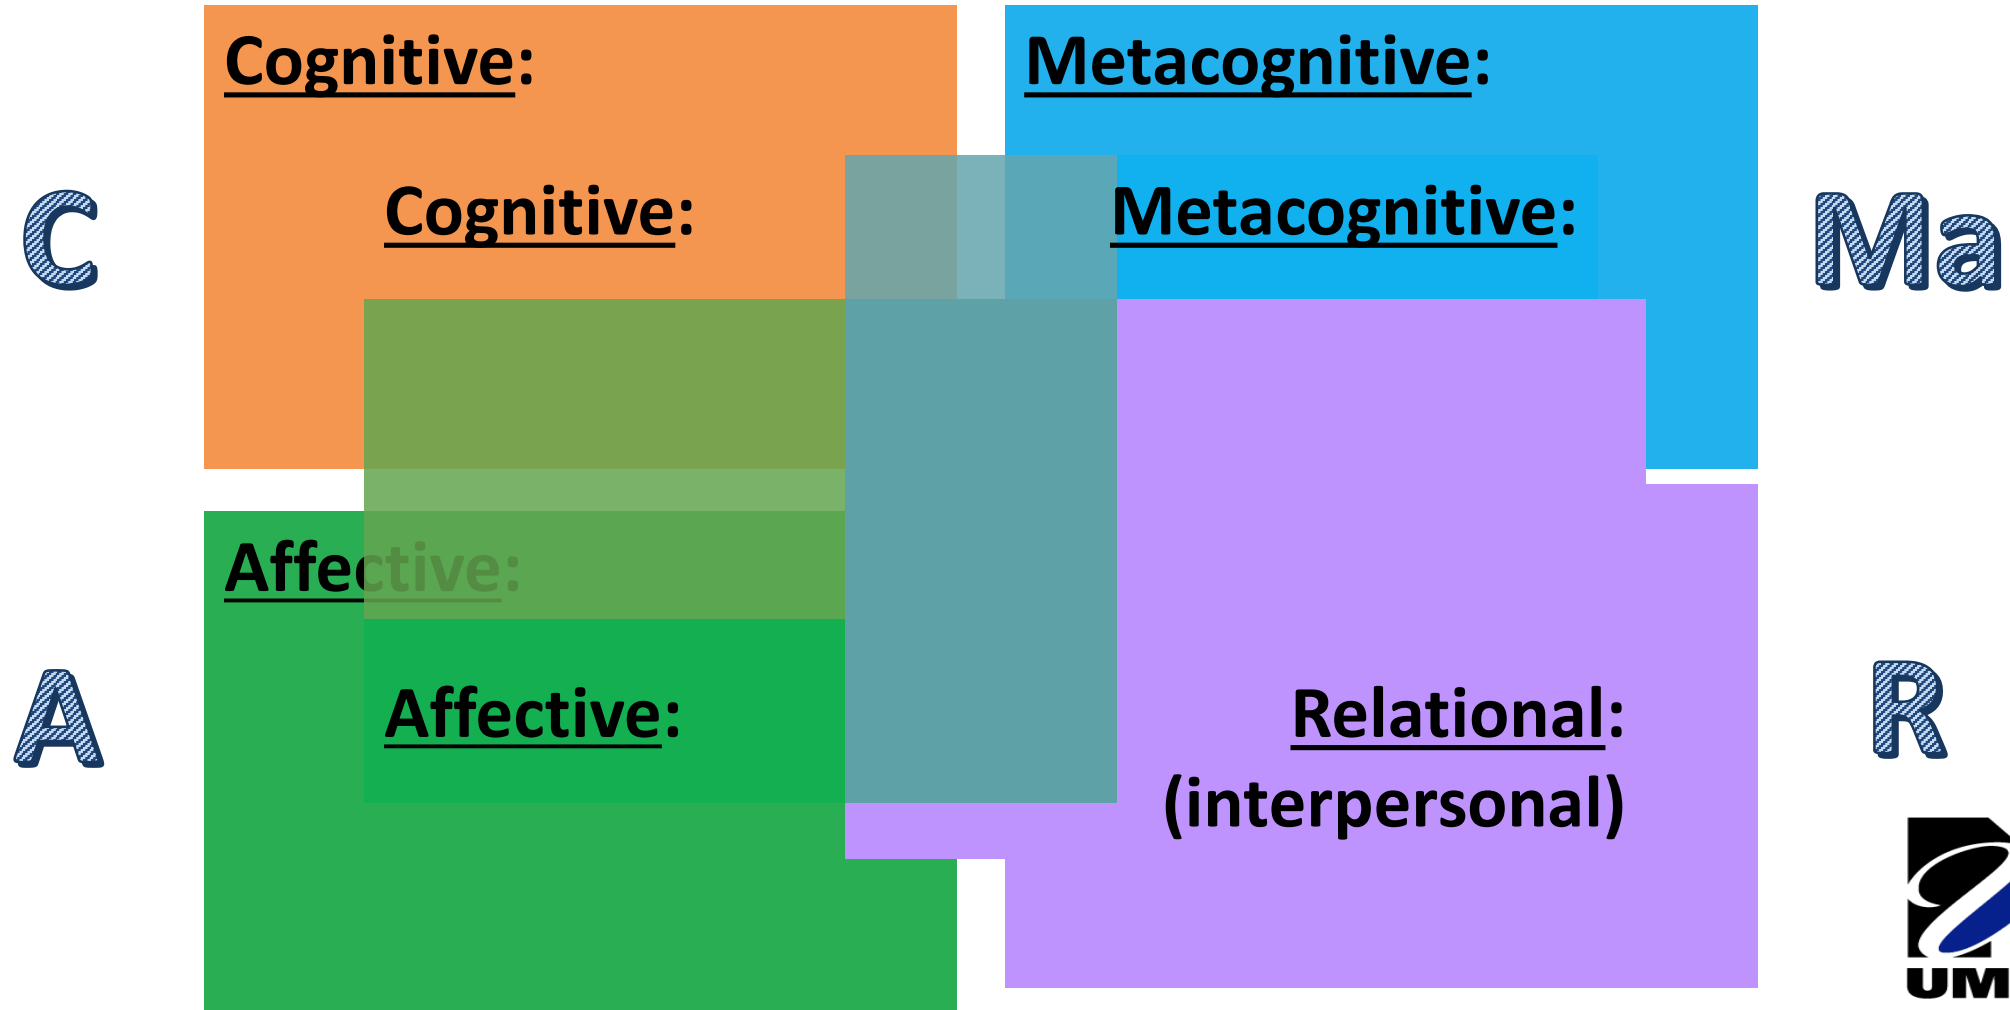 Cognitive:
Metacognitive:
Cognitive:
Metacognitive:
C
Ma
Affective:
Affective:
Relational:
(interpersonal)
A
R
UM